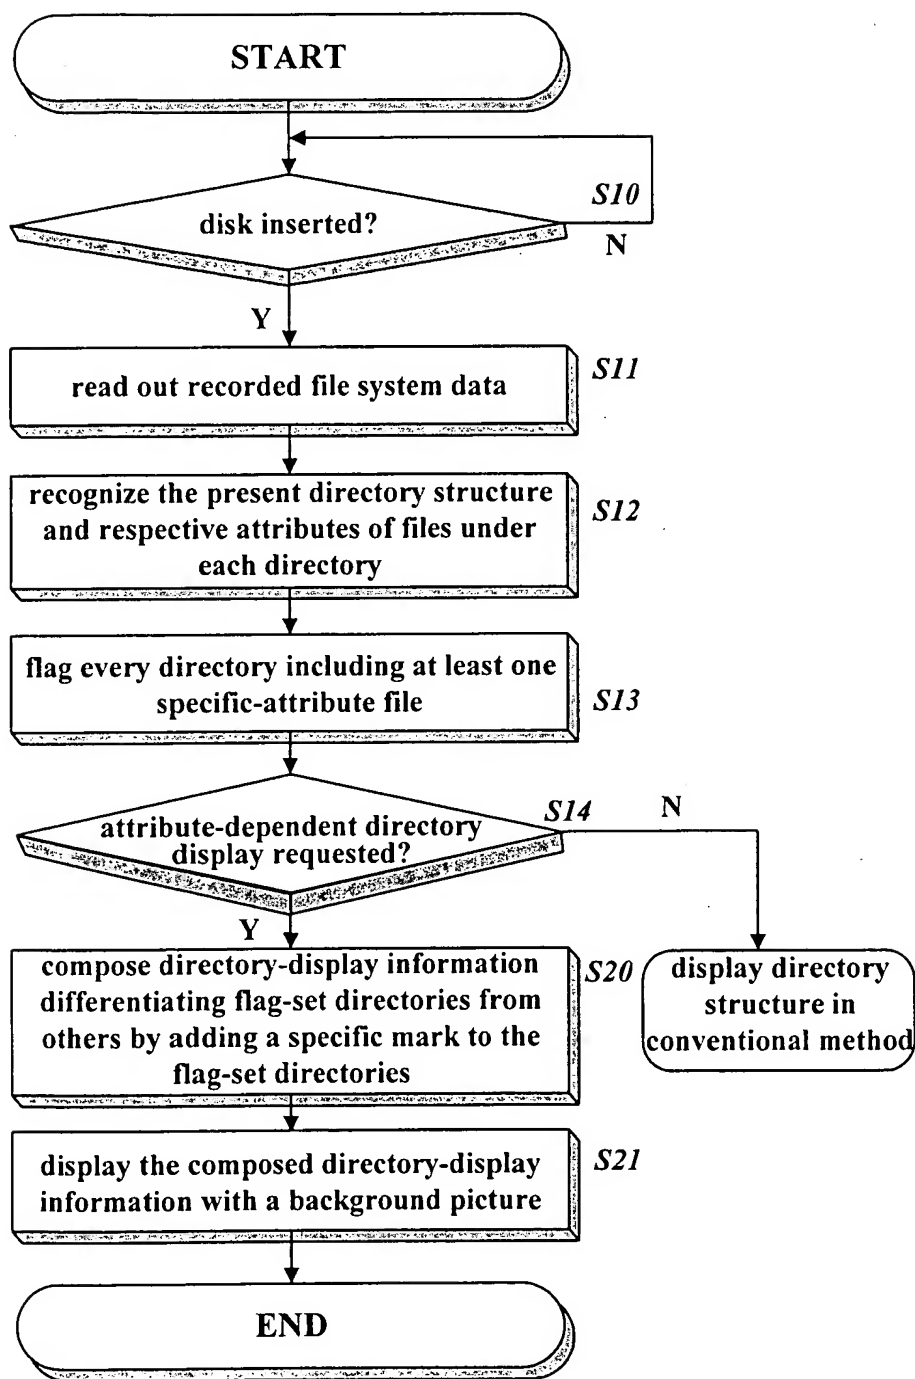 START
disk inserted?
S10
N
Y
read out recorded file system data
S11
recognize the present directory structure
and respective attributes of files under
each directory
S12
flag every directory including at least one
specific-attribute file
S13
attribute-dependent directory
display requested?
S14
N
Y
compose directory-display information
differentiating flag-set directories from
others by adding a specific mark to the
flag-set directories
S20
display directory
structure in
conventional method
display the composed directory-display
information with a background picture
S21
END